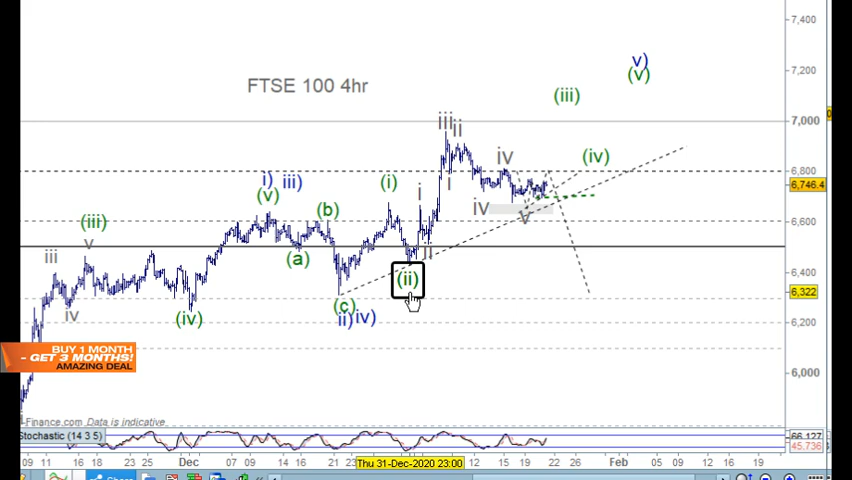 7,400
7,200
7,000
6,800
6,746.4
6,600
6,400
6,322
6,200
6,000
FTSE 100 4hr
v)
(v)
(iii)
iii
ii
iv
(iv)
i) iii)
(v)
(i)
i
i
(b)
iv
v
(iii)
v
iii
(a)
ii
(ii)
(c)
ii) iv)
iv
(iv)
BUY 1 MONTH
- GET 3 MONTHS!
AMAZING DEAL
Finance.com Data is indicative
Stochastic (14 3 5)
66.127
45.736
09 11 16 18 23 25 Dec 07 09 14 16 21 23 Thu 31-Dec-2020 23:00 12 15 19 22 26 28 Feb 05 09 11 16 19